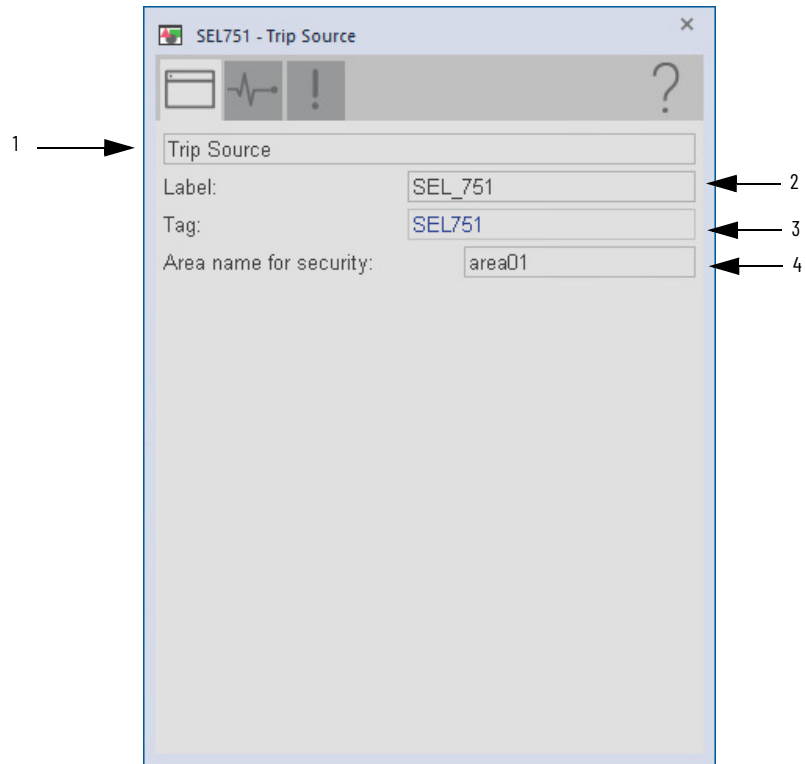 SEL751 - Trip Source
1
Trip Source
Label: SEL_751 2
Tag: SEL751 3
Area name for security: area01 4